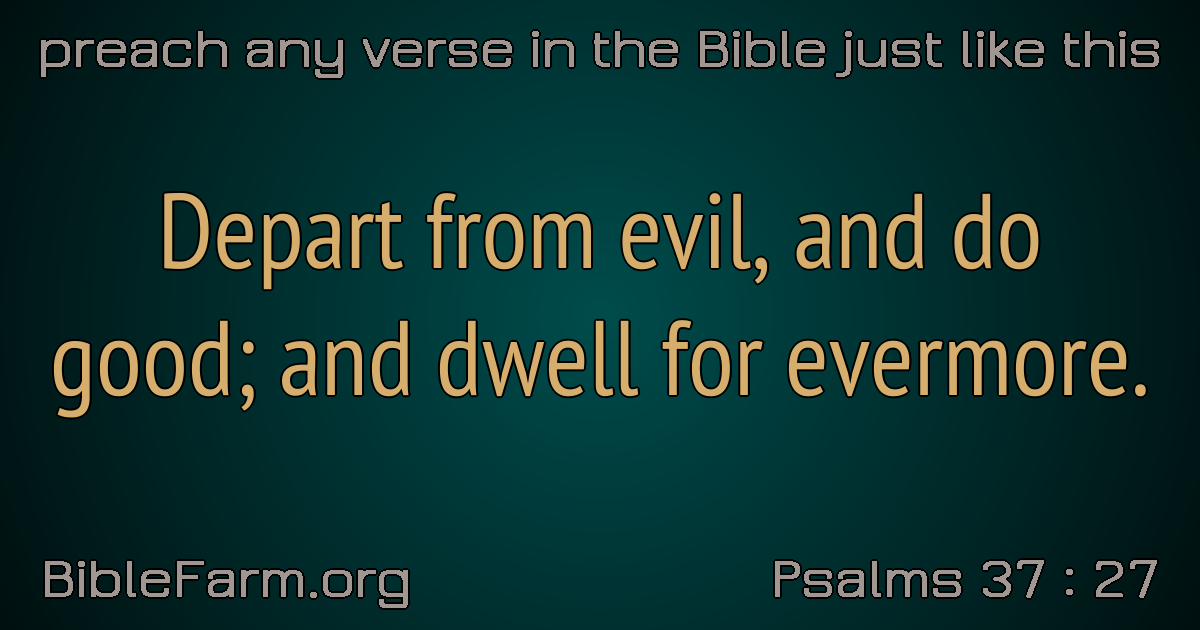 preach any verse in the Bible just like this
Depart from evil, and do
good; and dwell for evermore.
BibleFarm.org
Psalms 37 : 27